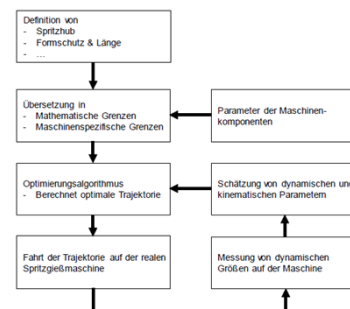 Definition von
- Spritzhub
- Formschutz & Länge
- ...
Übersetzung in
- Mathematische Grenzen
- Maschinenspezifische Grenzen
Parameter der Maschinen-
komponenten
Optimierungsalgorithmus
- Berechnet optimale Trajektorie
Schätzung von dynamischen und
kinematischen Parametern
Fahrt der Trajektorie auf der realen
Spritzgießmaschine
Messung von dynamischen
Größen auf der Maschine